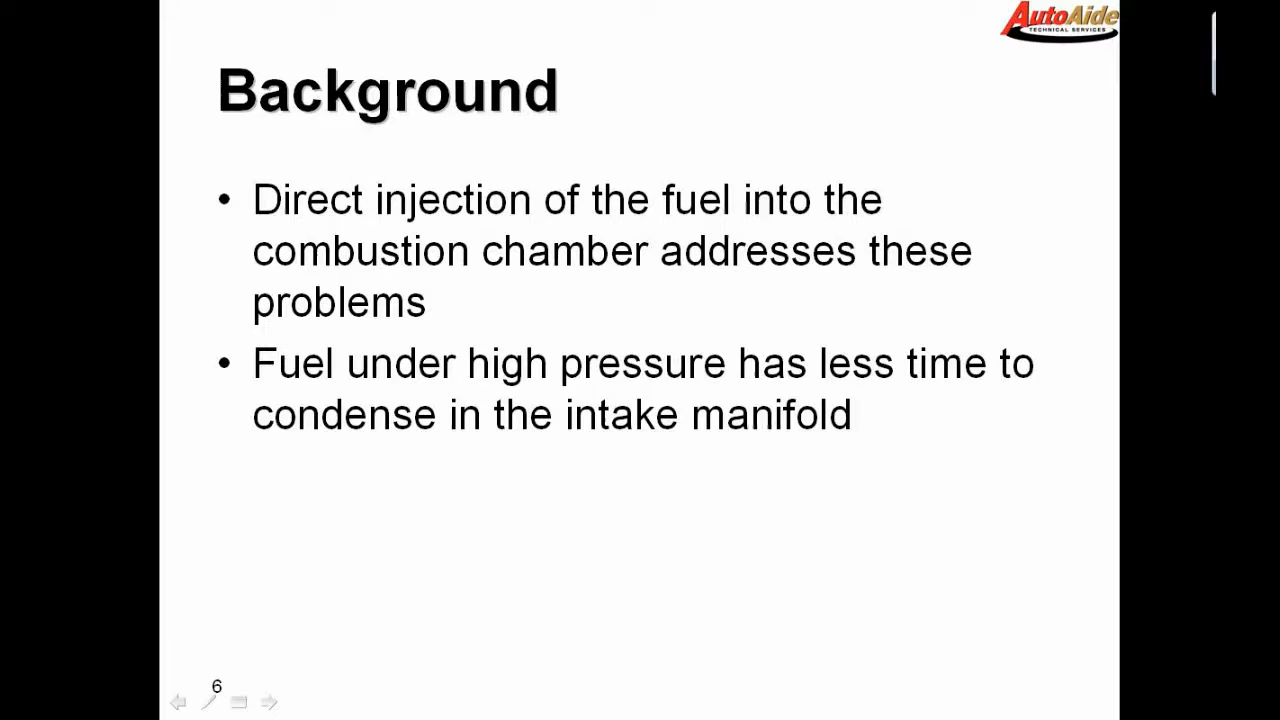 AutoAide
TECHNICAL SERVICES
Background
• Direct injection of the fuel into the
combustion chamber addresses these
problems
• Fuel under high pressure has less time to
condense in the intake manifold
6